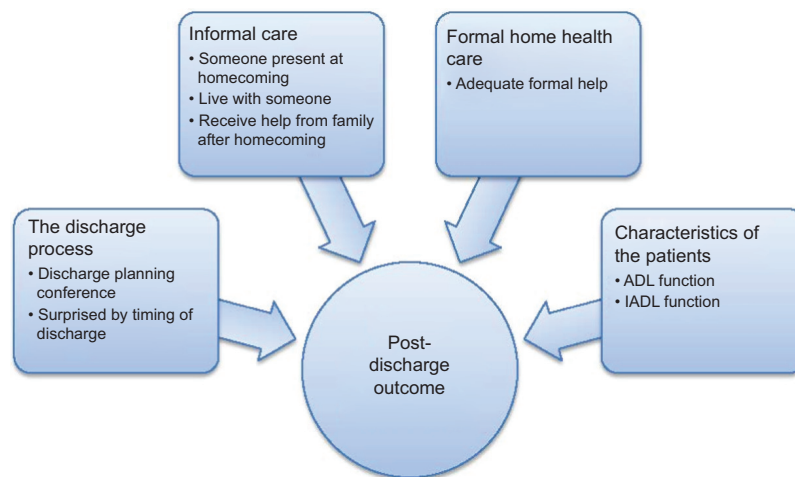 Informal care
• Someone present at
homecoming
• Live with someone
• Receive help from family
after homecoming
Formal home health
care
• Adequate formal help
The discharge
process
• Discharge planning
conference
• Surprised by timing of
discharge
Characteristics of
the patients
• ADL function
• IADL function
Post-
discharge
outcome